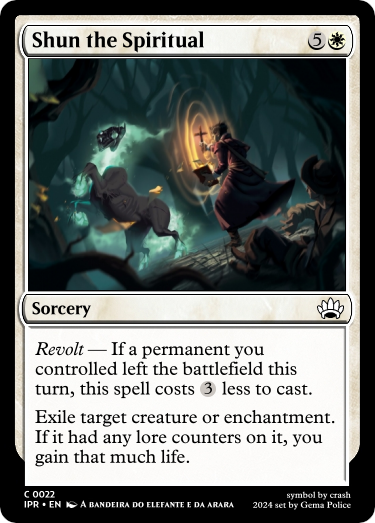 Shun the Spiritual 5
Sorcery
Revolt — If a permanent you
controlled left the battlefield this
turn, this spell costs 3 less to cast.
Exile target creature or enchantment.
If it had any lore counters on it, you
gain that much life.
C 0022 symbol by crash
IPR • EN A BANDEIRA DO ELEFANTE E DA ARARA 2024 set by Gema Police